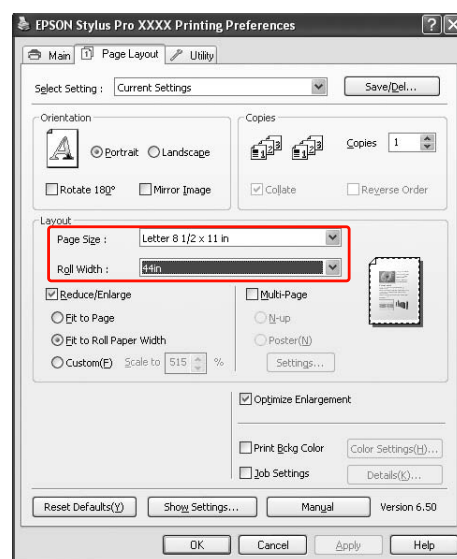 EPSON Stylus Pro XXXX Printing Preferences
Main Page Layout Utility
Select Setting : Current Settings Save/Del...
Orientation
A
Portrait Landscape
Rotate 180° Mirror Image
Copies
Copies 1
Collate Reverse Order
Layout
Page Size : Letter 8 1/2 x 11 in
Roll Width : 44in
Reduce/Enlarge
Fit to Page
Fit to Roll Paper Width
Custom(F) Scale to 515 %
Multi-Page
N-up
Poster(N)
Settings...
Optimize Enlargement
Print Bckg Color Color Settings(H)...
Job Settings Details(K)...
Reset Defaults(Y) Show Settings... Manual Version 6.50
OK Cancel Apply Help